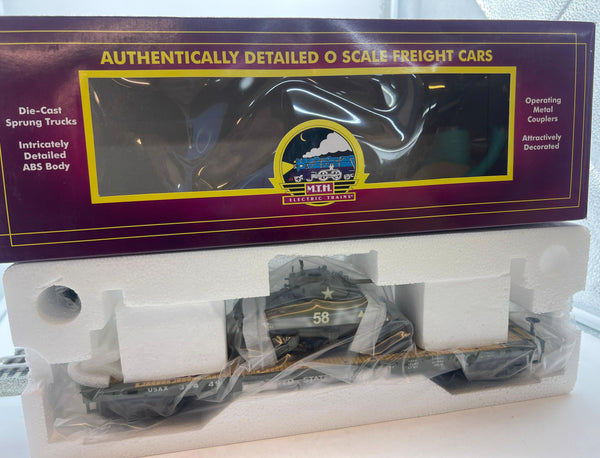 AUTHENTICALLY DETAILED O SCALE FREIGHT CARS
Die-Cast
Sprung Trucks
Intricately
Detailed
ABS Body
Operating
Metal
Couplers
Attractively
Decorated
M.T.H.
ELECTRIC TRAINS
58
USAX